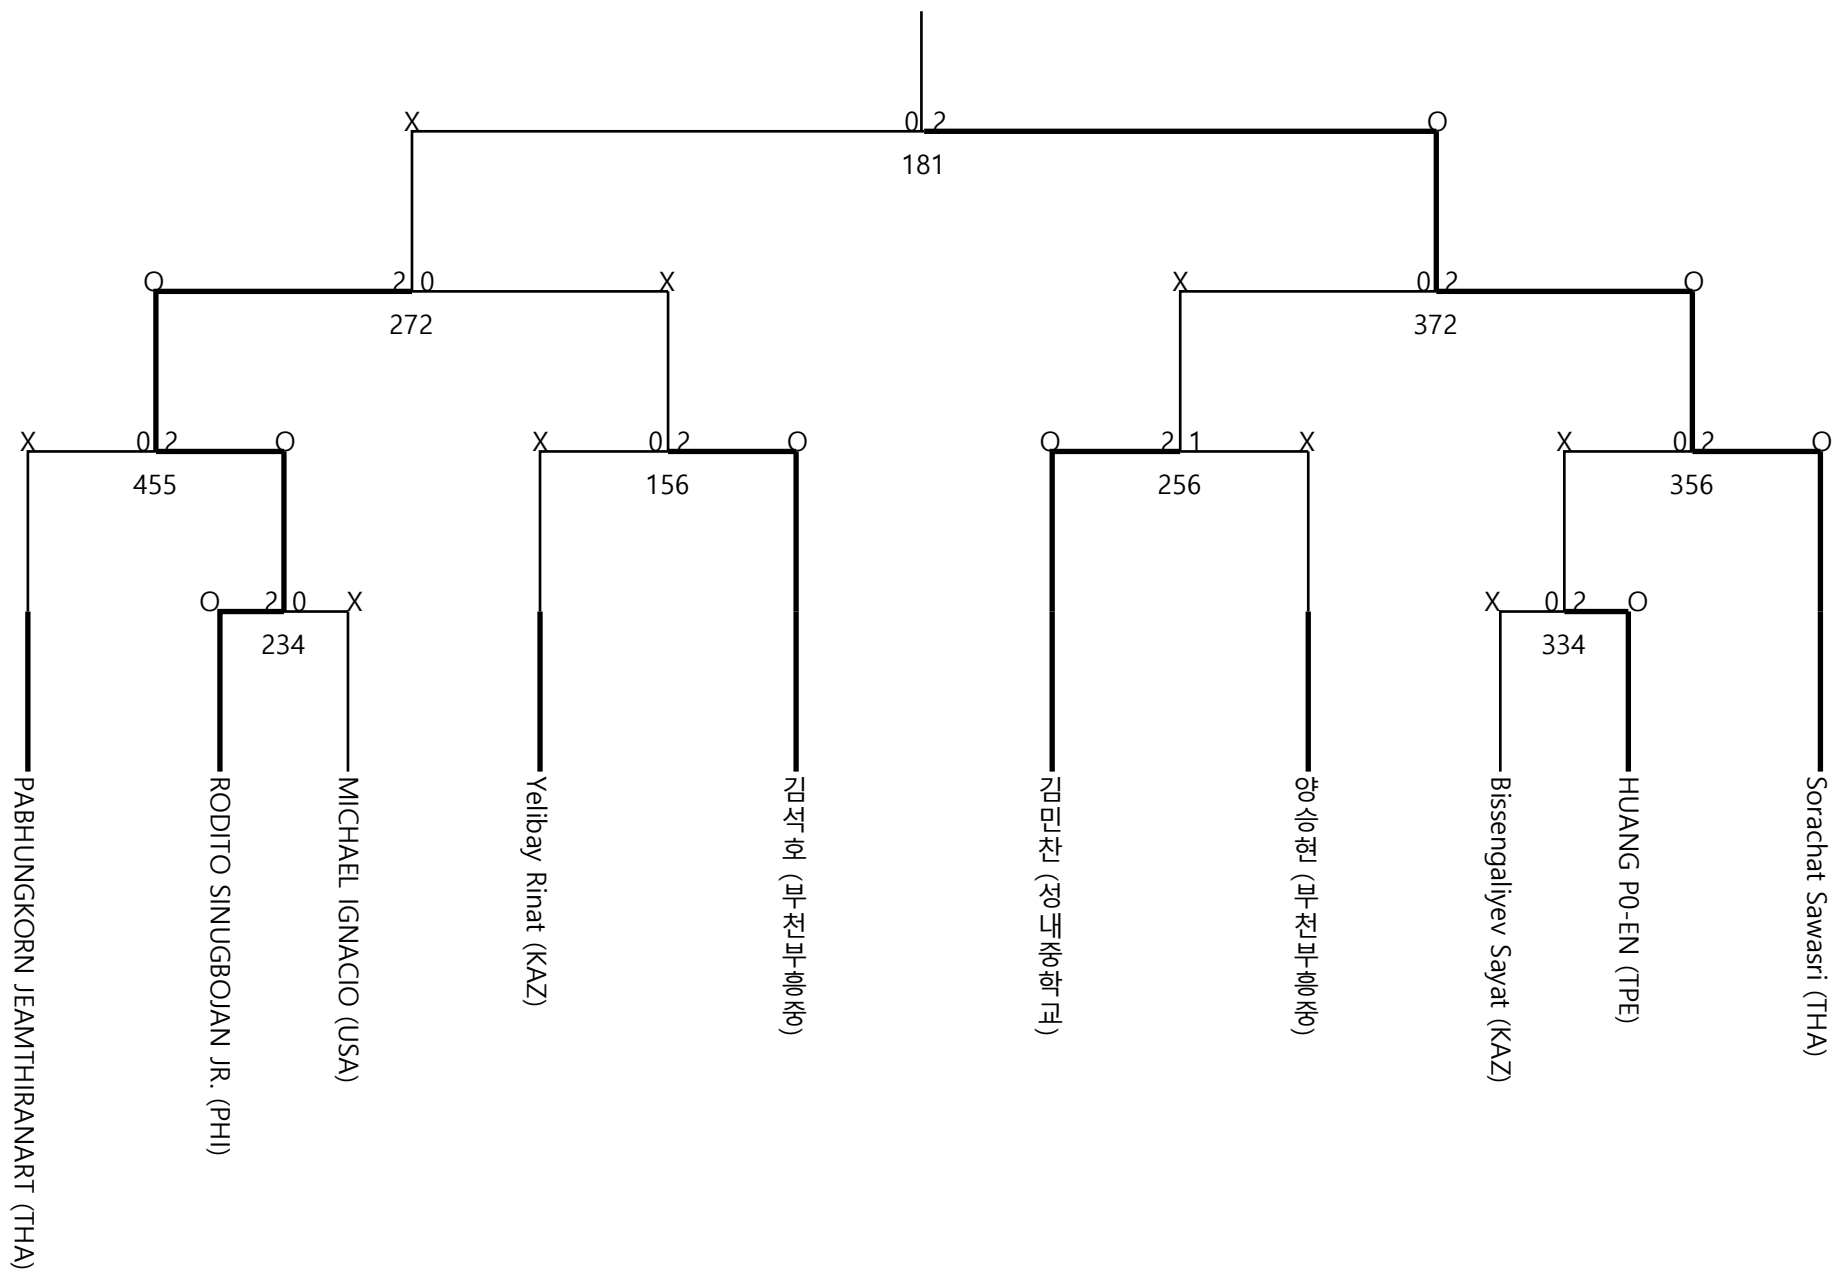 X 0 2 O
181
O 2 0 X X 0 2 O
272 372
X 0 2 O X 0 2 O O 2 1 X X 0 2 O
455 156 256 356
O 2 0 X X 0 2 O
234 334
PABHUNGKORN JEAMTHIRANART (THA)
RODITO SINUGBOJAN JR. (PHI)
MICHAEL IGNACIO (USA)
Yelibay Rinat (KAZ)
김석호 (부천부흥중)
김민찬 (성내중학교)
양승현 (부천부흥중)
Bissengaliyev Sayat (KAZ)
HUANG P0-EN (TPE)
Sorachat Sawasri (THA)